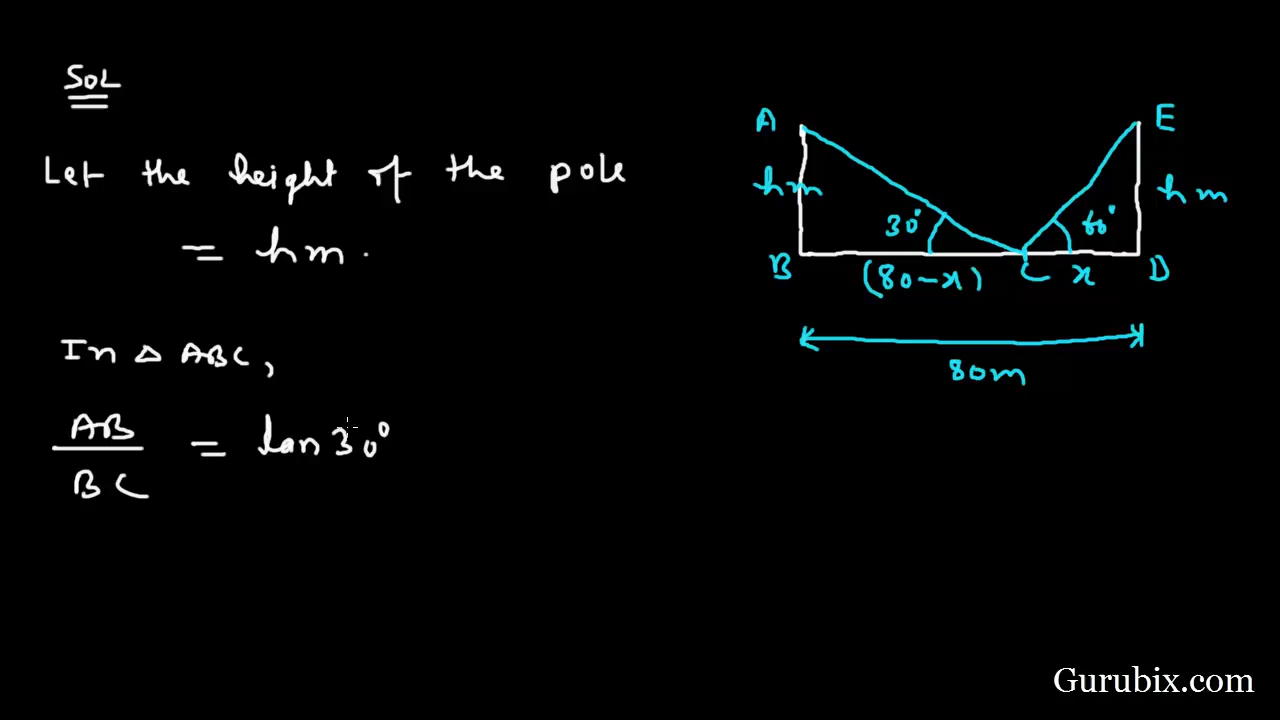 SOL
Let the height of the pole
= hm.
In △ ABC,
AB
BC
= tan 30°
A
E
hm
hm
30°
60°
B
(80-x)
C
x
D
80m
Gurubix.com